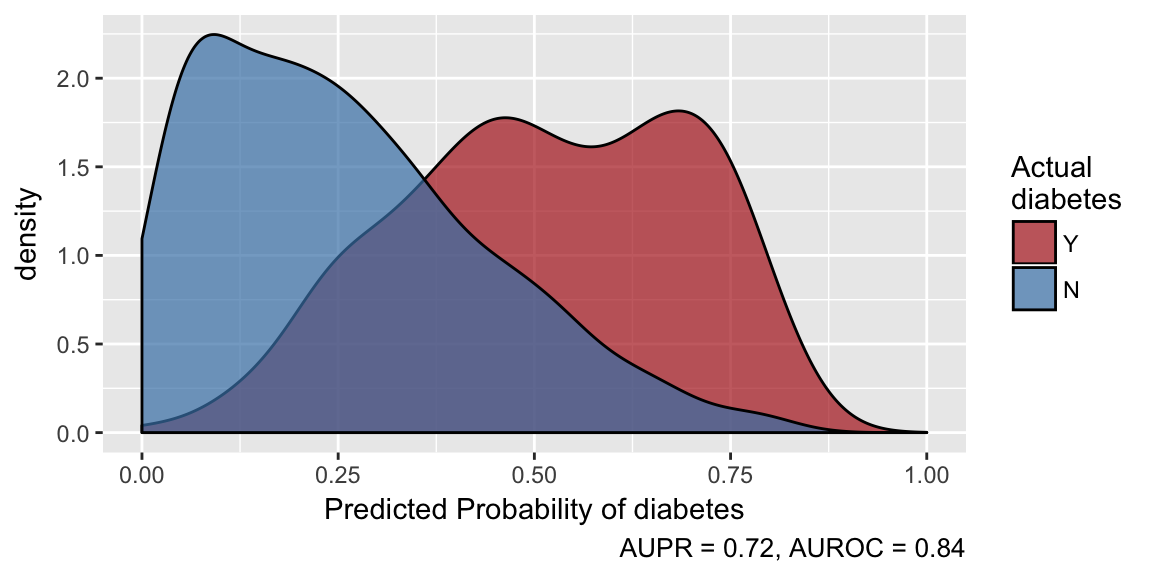 density
2.0
1.5
1.0
0.5
0.0
0.00 0.25 0.50 0.75 1.00
Predicted Probability of diabetes
AUPR = 0.72, AUROC = 0.84
Actual
diabetes
Y
N